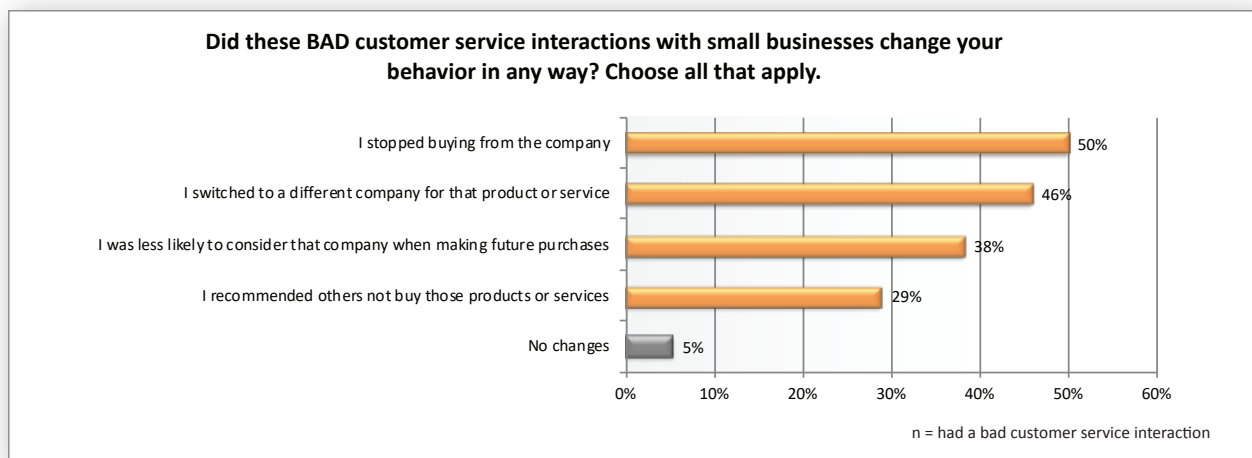 Did these BAD customer service interactions with small businesses change your
behavior in any way? Choose all that apply.
I stopped buying from the company
50%
I switched to a different company for that product or service
46%
I was less likely to consider that company when making future purchases
38%
I recommended others not buy those products or services
29%
No changes
5%
0% 10% 20% 30% 40% 50% 60%
n = had a bad customer service interaction